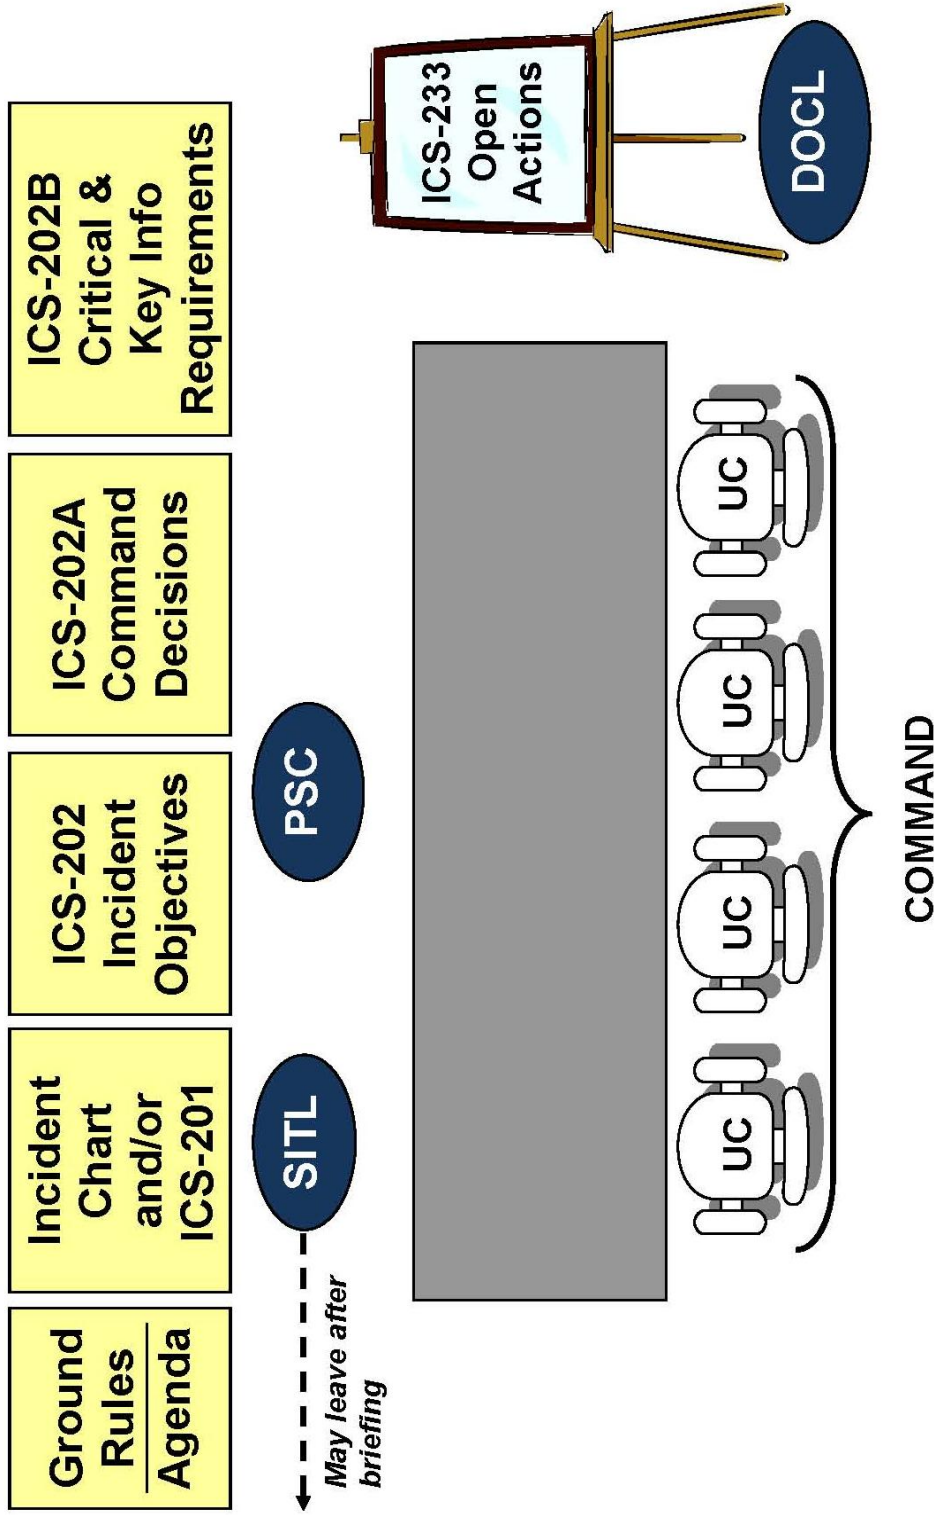 Ground
Rules
Agenda
Incident
Chart
and/or
ICS-201
ICS-202
Incident
Objectives
ICS-202A
Command
Decisions
ICS-202B
Critical &
Key Info
Requirements
SITL
PSC
May leave after
briefing
ICS-233
Open
Actions
DOCL
UC
UC
UC
UC
COMMAND